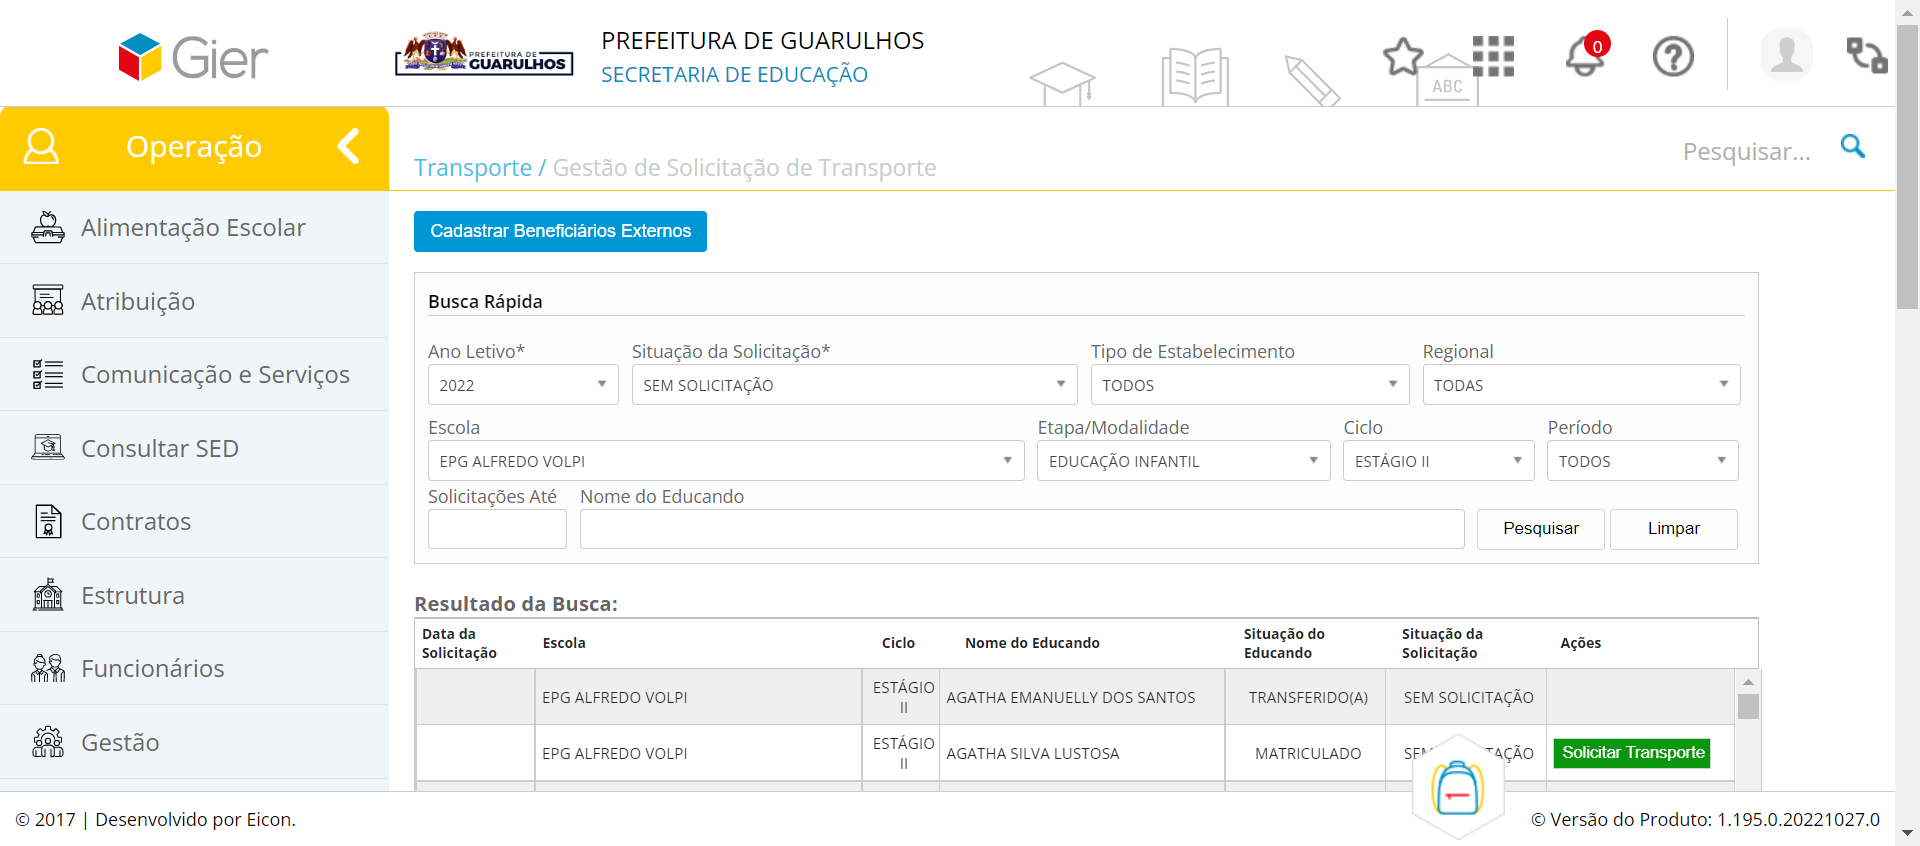 Gier
PREFEITURA DE
GUARULHOS
PREFEITURA DE GUARULHOS
SECRETARIA DE EDUCAÇÃO
ABC
0
Operação
Transporte / Gestão de Solicitação de Transporte
Pesquisar...
Alimentação Escolar
Atribuição
Comunicação e Serviços
Consultar SED
Contratos
Estrutura
Funcionários
Gestão
Cadastrar Beneficiários Externos
Busca Rápida
Ano Letivo* Situação da Solicitação* Tipo de Estabelecimento Regional
2022 SEM SOLICITAÇÃO TODOS TODAS
Escola Etapa/Modalidade Ciclo Período
EPG ALFREDO VOLPI EDUCAÇÃO INFANTIL ESTÁGIO II TODOS
Solicitações Até Nome do Educando
Pesquisar Limpar
Resultado da Busca:
Data da Solicitação Escola Ciclo Nome do Educando Situação do Educando Situação da Solicitação Ações
EPG ALFREDO VOLPI ESTÁGIO II AGATHA EMANUELLY DOS SANTOS TRANSFERIDO(A) SEM SOLICITAÇÃO
EPG ALFREDO VOLPI ESTÁGIO II AGATHA SILVA LUSTOSA MATRICULADO Solicitar Transporte
© 2017 | Desenvolvido por Eicon.
© Versão do Produto: 1.195.0.20221027.0